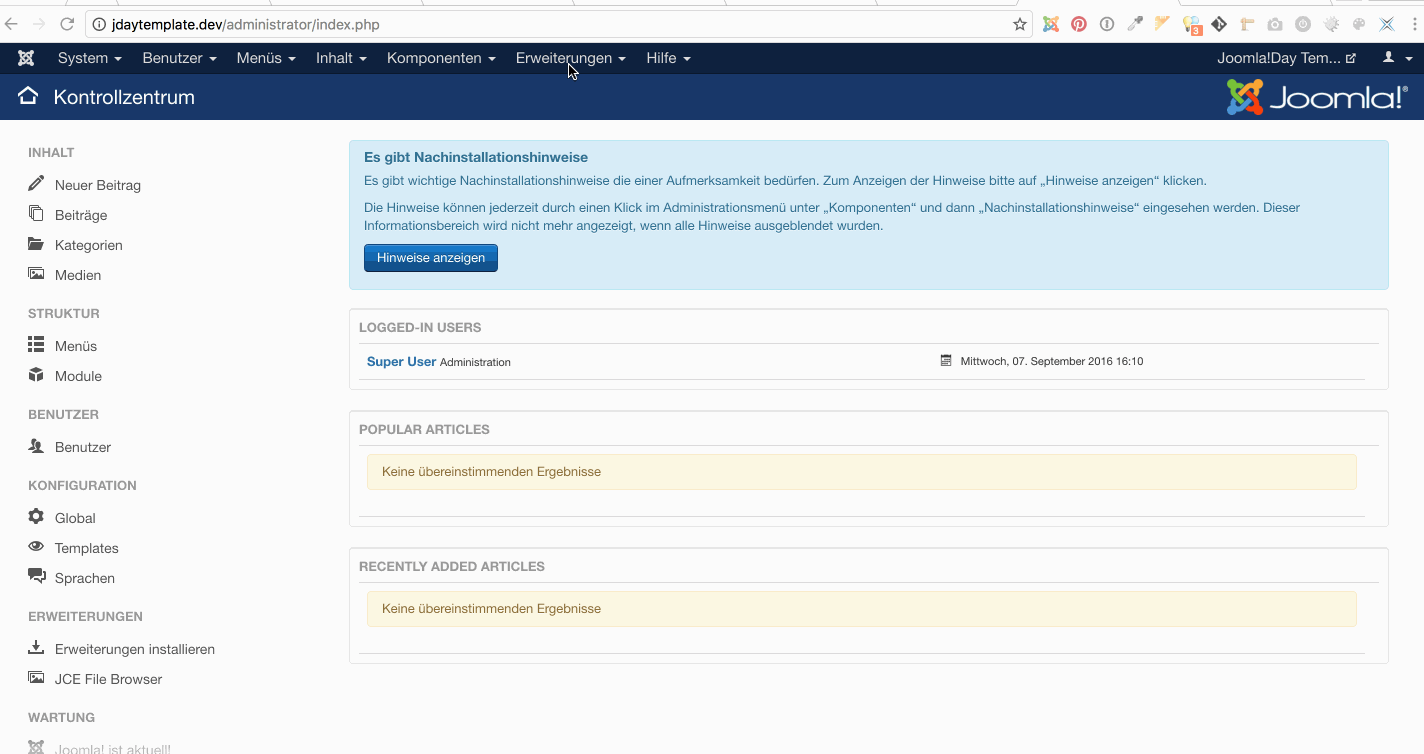 jdaytemplate.dev/administrator/index.php
3
System Benutzer Menüs Inhalt Komponenten Erweiterungen Hilfe Joomla!Day Tem...
Kontrollzentrum Joomla!®
INHALT
Neuer Beitrag
Beiträge
Kategorien
Medien
STRUKTUR
Menüs
Module
BENUTZER
Benutzer
KONFIGURATION
Global
Templates
Sprachen
ERWEITERUNGEN
Erweiterungen installieren
JCE File Browser
WARTUNG
Joomla! ist aktuell!
Es gibt Nachinstallationshinweise
Es gibt wichtige Nachinstallationshinweise die einer Aufmerksamkeit bedürfen. Zum Anzeigen der Hinweise bitte auf „Hinweise anzeigen“ klicken.
Die Hinweise können jederzeit durch einen Klick im Administrationsmenü unter „Komponenten“ und dann „Nachinstallationshinweise“ eingesehen werden. Dieser
Informationsbereich wird nicht mehr angezeigt, wenn alle Hinweise ausgeblendet wurden.
Hinweise anzeigen
LOGGED-IN USERS
Super User Administration Mittwoch, 07. September 2016 16:10
POPULAR ARTICLES
Keine übereinstimmenden Ergebnisse
RECENTLY ADDED ARTICLES
Keine übereinstimmenden Ergebnisse